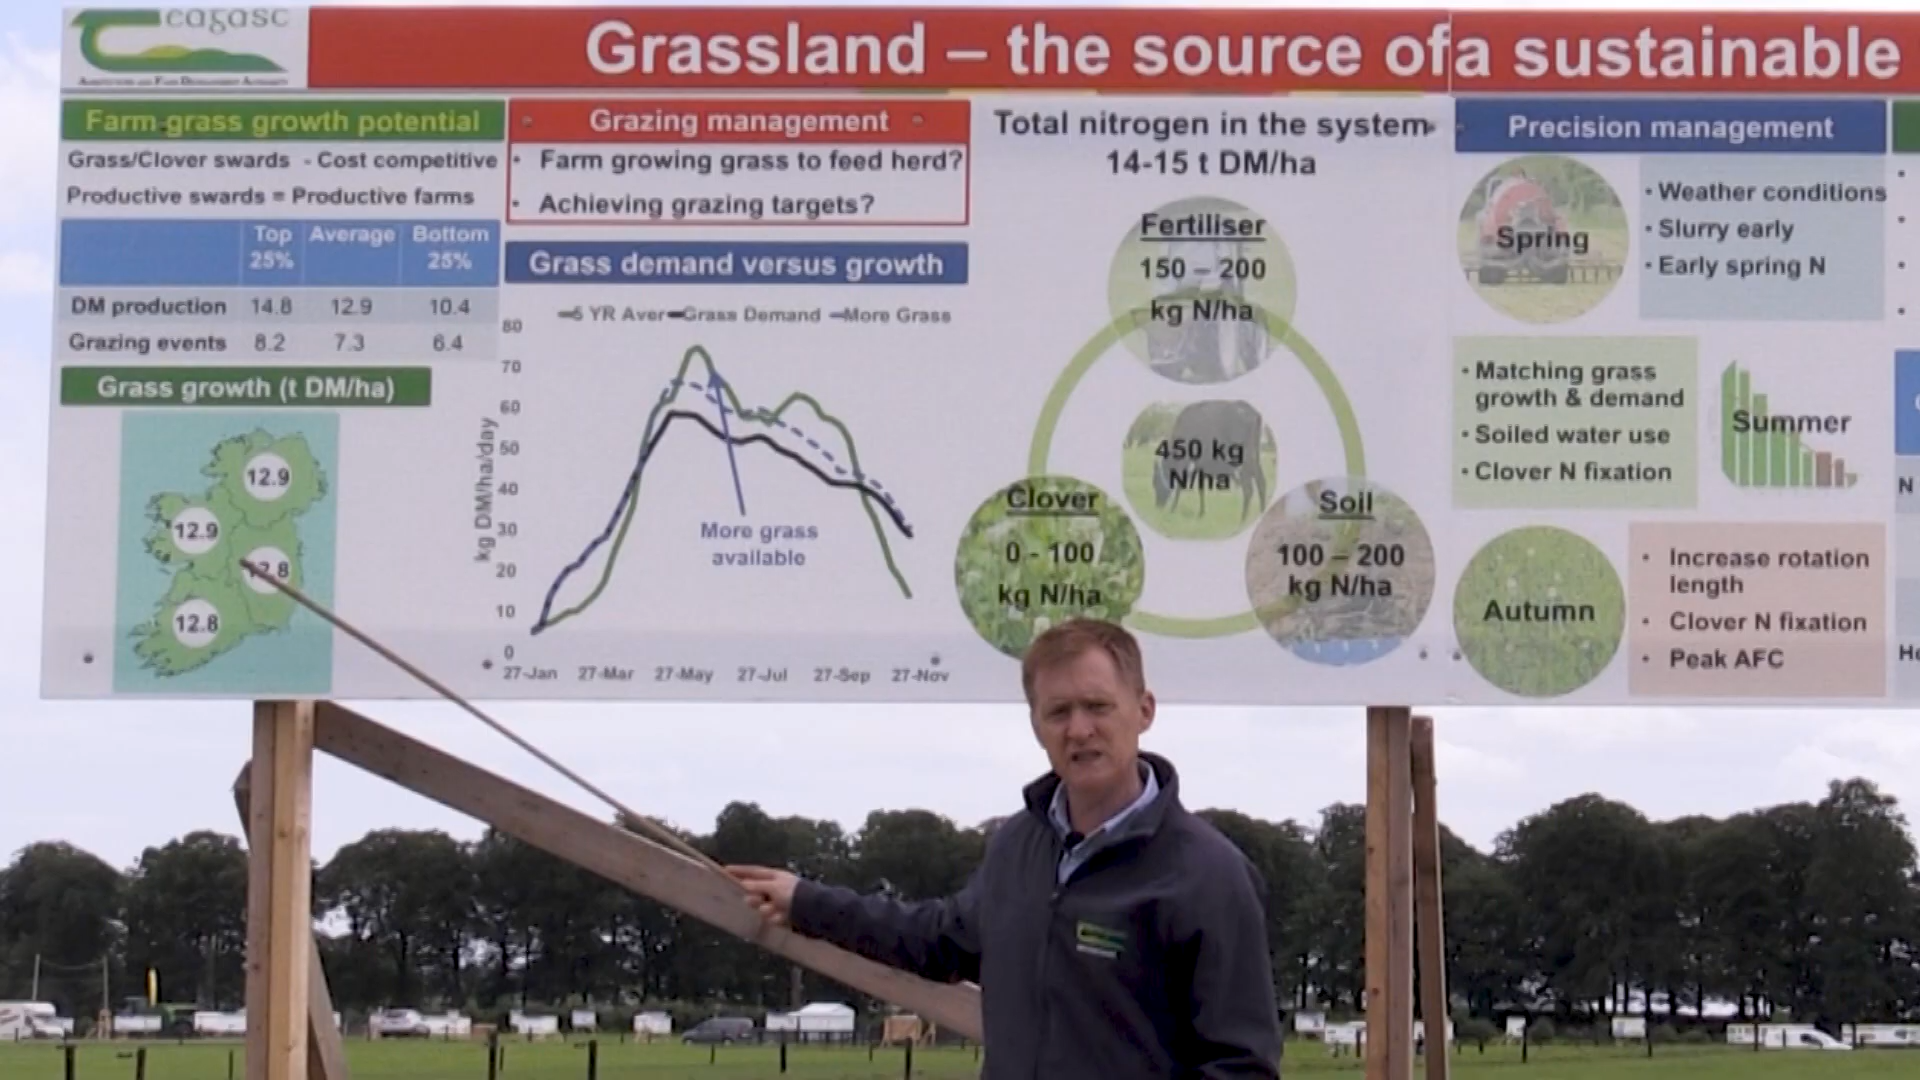 eagasc
Agriculture and Food Development Authority
Grassland – the source of a sustainable
Farm grass growth potential
Grass/Clover swards - Cost competitive
Productive swards = Productive farms
Top 25% Average Bottom 25%
DM production 14.8 12.9 10.4
Grazing events 8.2 7.3 6.4
Grass growth (t DM/ha)
12.9
12.9
12.8
Grazing management
• Farm growing grass to feed herd?
• Achieving grazing targets?
Grass demand versus growth
5 YR Aver Grass Demand More Grass
kg DM/ha/day
80
70
60
50
40
30
20
10
0
27-Jan 27-Mar 27-May 27-Jul 27-Sep 27-Nov
More grass
available
Total nitrogen in the system
14-15 t DM/ha
Fertiliser
150 – 200
kg N/ha
450 kg
N/ha
Clover
0 - 100
kg N/ha
Soil
100 – 200
kg N/ha
Precision management
Spring
• Weather conditions
• Slurry early
• Early spring N
• Matching grass
growth & demand
• Soiled water use
• Clover N fixation
Summer
Autumn
• Increase rotation
length
• Clover N fixation
• Peak AFC
N